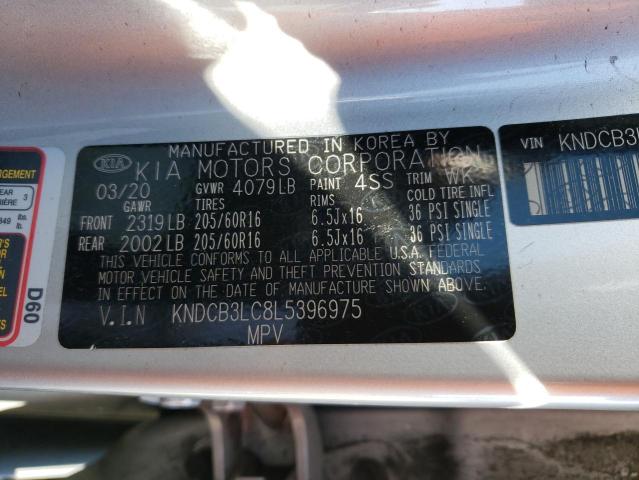 MANUFACTURED IN KOREA BY
KIA KIA MOTORS CORPORATION
03/20 GVWR 4079LB PAINT 4SS TRIM WK
GAWR TIRES COLD TIRE INFL
FRONT 2319LB 205/60R16 6.5Jx16 36 PSI SINGLE
REAR 2002LB 205/60R16 6.5Jx16 36 PSI SINGLE
THIS VEHICLE CONFORMS TO ALL APPLICABLE U.S.A. FEDERAL
MOTOR VEHICLE SAFETY AND THEFT PREVENTION STANDARDS
IN EFFECT ON THE DATE OF MANUFACTURE SHOWN ABOVE.
V.I.N KNDCB3LC8L5396975
MPV
VIN KNDCB3
D60
3
849 lbs.